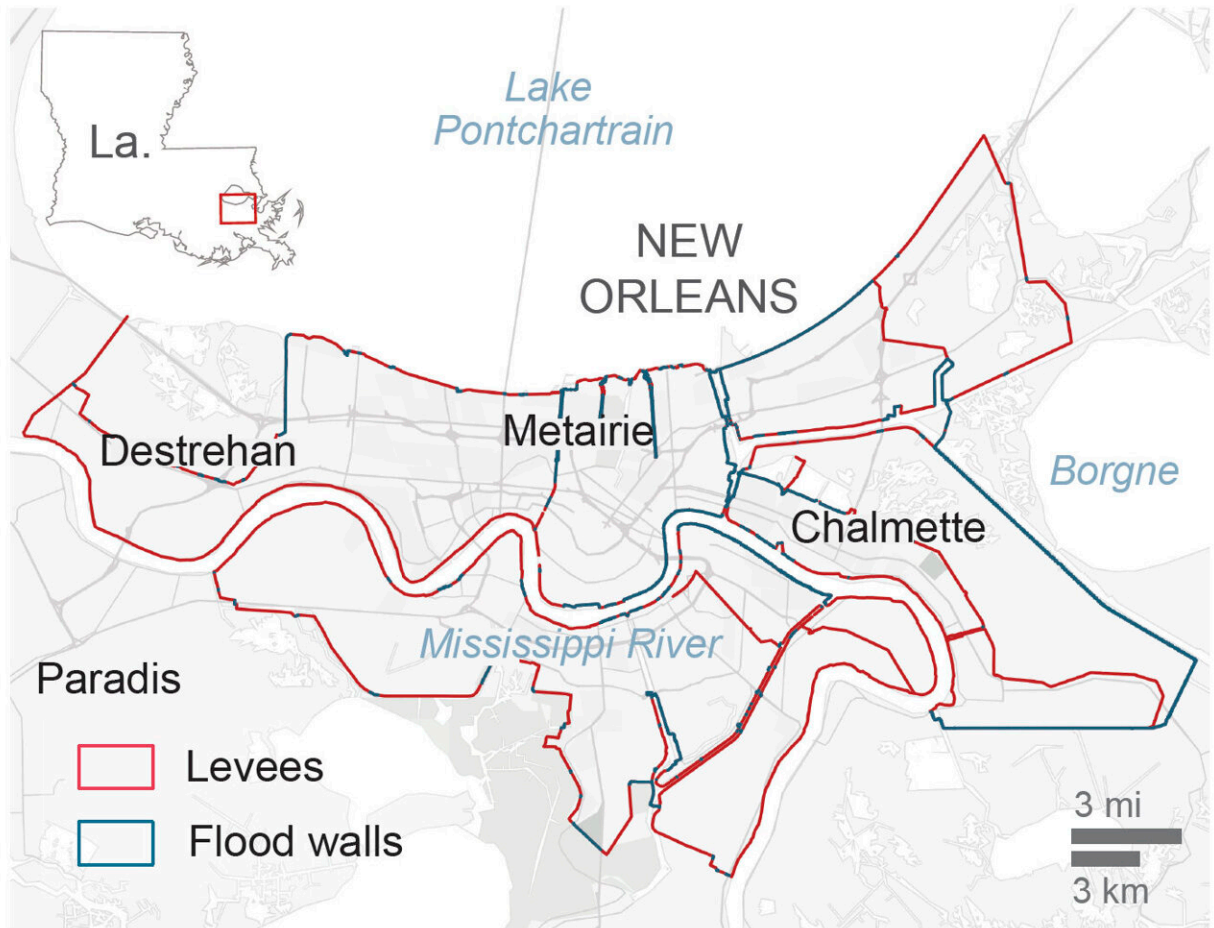 La.
Lake
Pontchartrain
NEW
ORLEANS
Destrehan
Metairie
Borgne
Chalmette
Mississippi River
Paradis
Levees
Flood walls
3 mi
3 km